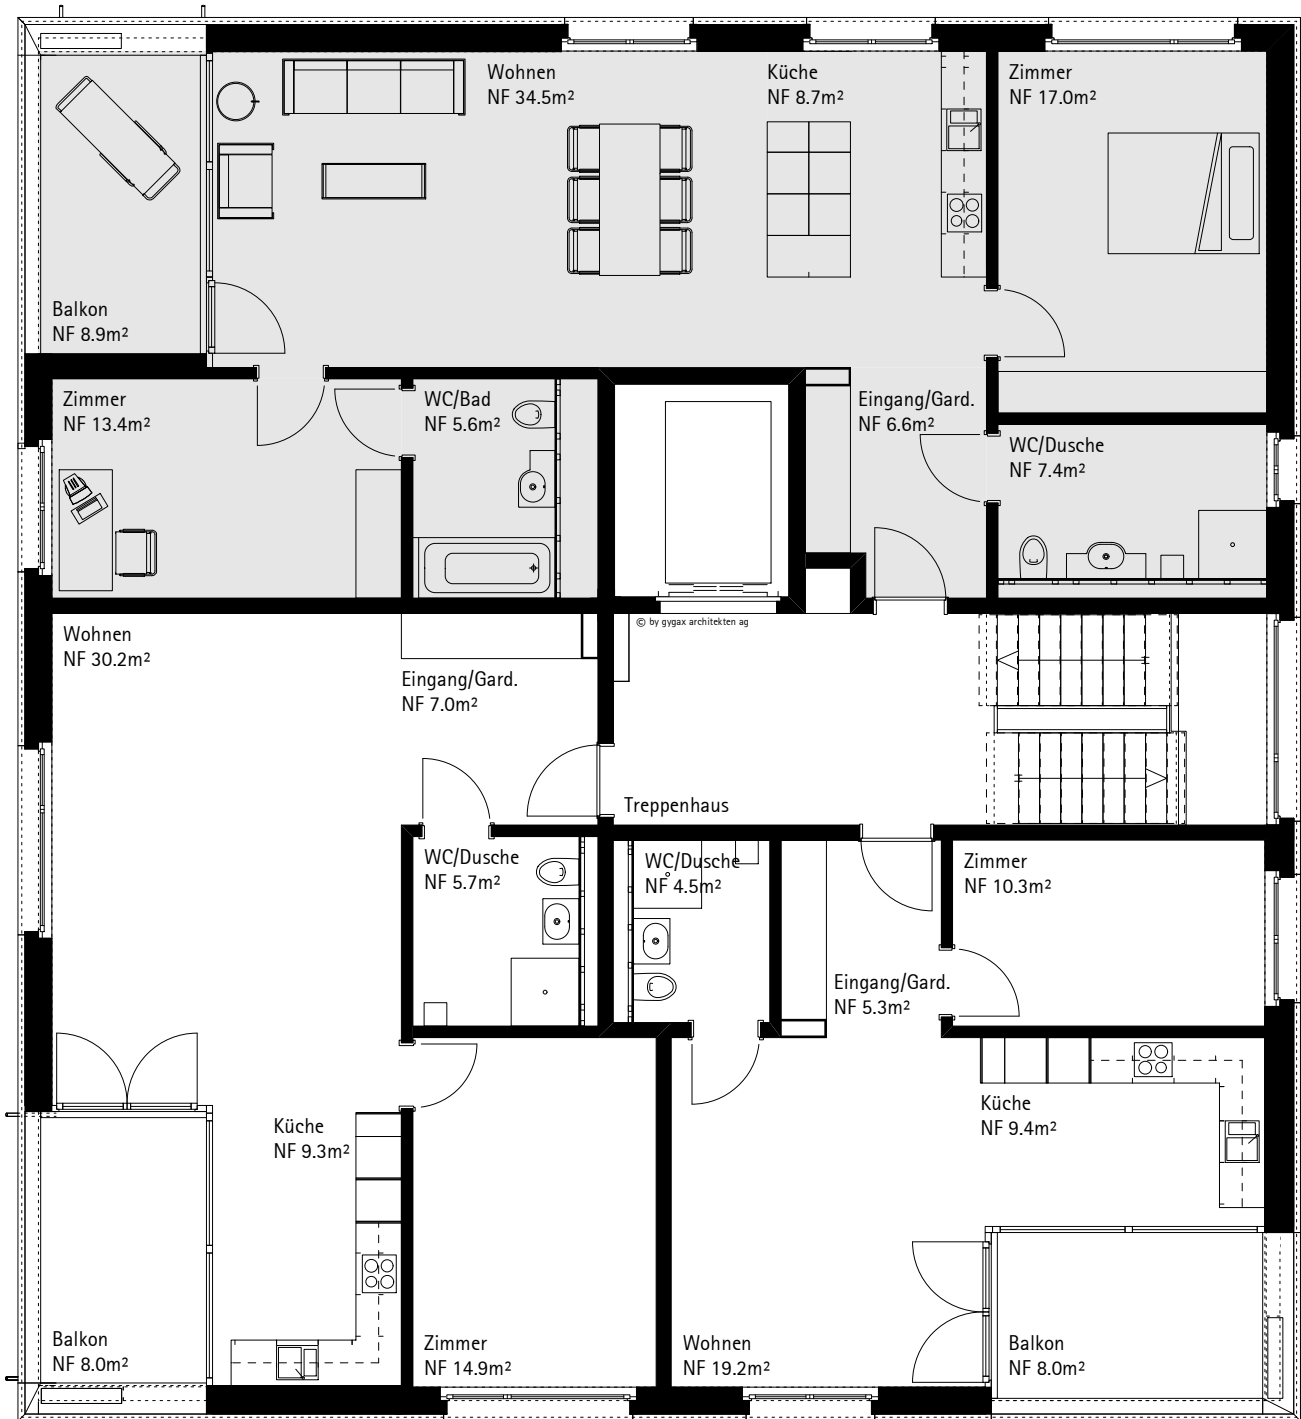 Wohnen
NF 34.5m²
Küche
NF 8.7m²
Zimmer
NF 17.0m²
Balkon
NF 8.9m²
Zimmer
NF 13.4m²
WC/Bad
NF 5.6m²
Eingang/Gard.
NF 6.6m²
WC/Dusche
NF 7.4m²
© by gygax architekten ag
Wohnen
NF 30.2m²
Eingang/Gard.
NF 7.0m²
Treppenhaus
WC/Dusche
NF 5.7m²
WC/Dusche
NF 4.5m²
Zimmer
NF 10.3m²
Eingang/Gard.
NF 5.3m²
Küche
NF 9.3m²
Küche
NF 9.4m²
Balkon
NF 8.0m²
Zimmer
NF 14.9m²
Wohnen
NF 19.2m²
Balkon
NF 8.0m²